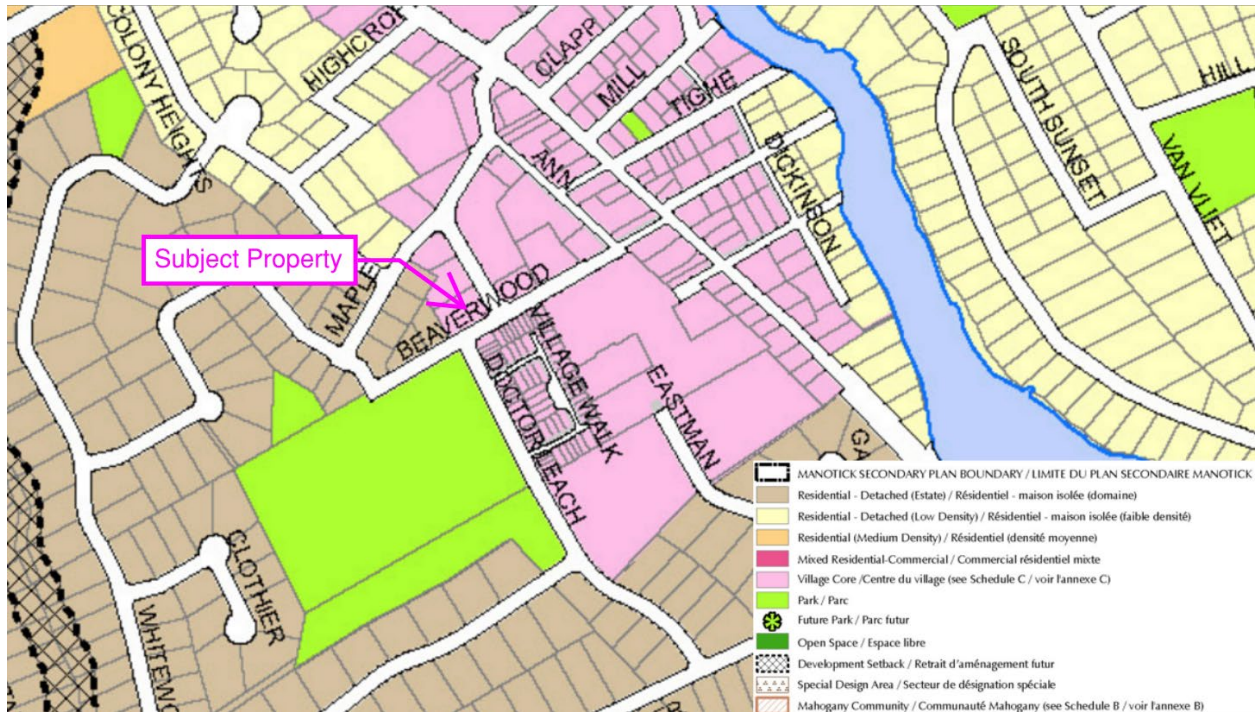 COLONY HEIGHTS
HIGHCROF
CLAPP
MILL
TIGHE
ANN
DICKINSON
SOUTH SUNSET
HILL
VAN VLIET
Subject Property
MAPLE
BEAVERWOOD
VILLAGE WALK
DOCTOR LEACH
EASTMAN
GA
CLOTHIER
WHITEWO
MANOTICK SECONDARY PLAN BOUNDARY / LIMITE DU PLAN SECONDAIRE MANOTICK
Residential - Detached (Estate) / Résidentiel - maison isolée (domaine)
Residential - Detached (Low Density) / Résidentiel - maison isolée (faible densité)
Residential (Medium Density) / Résidentiel (densité moyenne)
Mixed Residential-Commercial / Commercial résidentiel mixte
Village Core /Centre du village (see Schedule C / voir l'annexe C)
Park / Parc
Future Park / Parc futur
Open Space / Espace libre
Development Setback / Retrait d'aménagement futur
Special Design Area / Secteur de désignation spéciale
Mahogany Community / Communauté Mahogany (see Schedule B / voir l'annexe B)